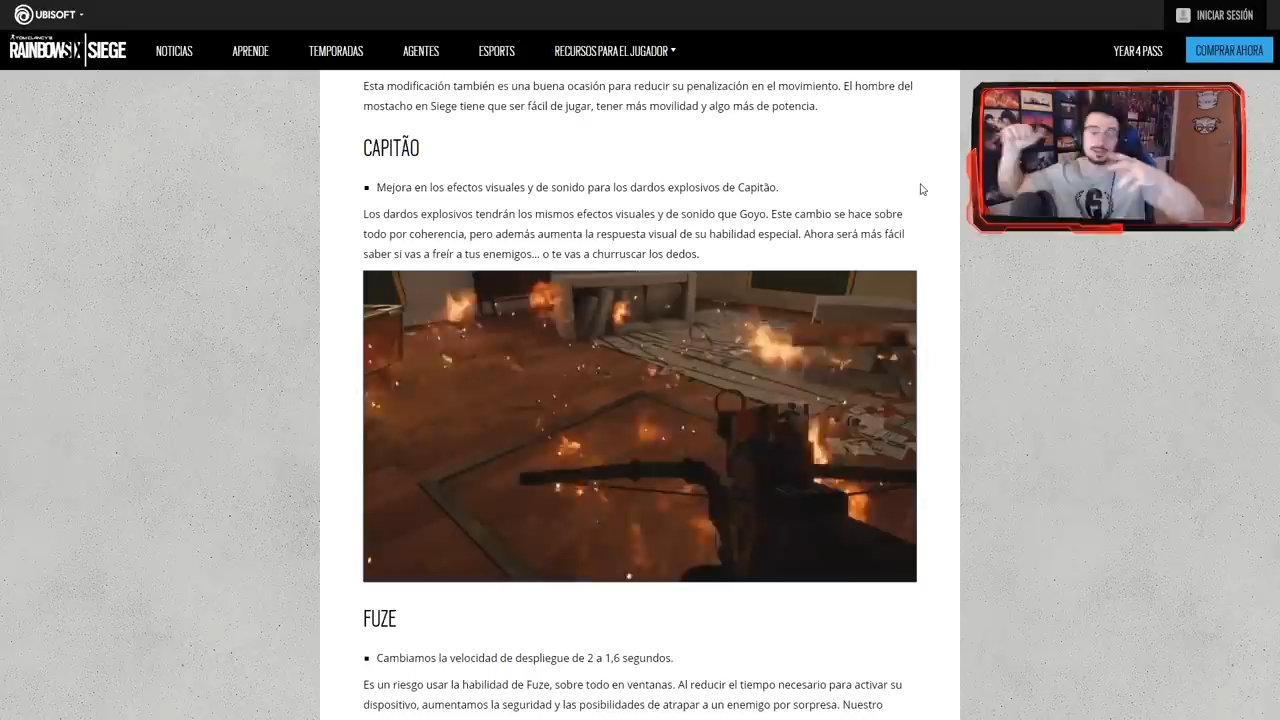 UBISOFT
INICIAR SESIÓN
TOM CLANCY'S
RAINBOWSIX | SIEGE
NOTICIAS
APRENDE
TEMPORADAS
AGENTES
ESPORTS
RECURSOS PARA EL JUGADOR
YEAR 4 PASS
COMPRAR AHORA
Esta modificación también es una buena ocasión para reducir su penalización en el movimiento. El hombre del
mostacho en Siege tiene que ser fácil de jugar, tener más movilidad y algo más de potencia.
CAPITÃO
Mejora en los efectos visuales y de sonido para los dardos explosivos de Capitão.
Los dardos explosivos tendrán los mismos efectos visuales y de sonido que Goyo. Este cambio se hace sobre
todo por coherencia, pero además aumenta la respuesta visual de su habilidad especial. Ahora será más fácil
saber si vas a freír a tus enemigos... o te vas a churruscar los dedos.
FUZE
Cambiamos la velocidad de despliegue de 2 a 1,6 segundos.
Es un riesgo usar la habilidad de Fuze, sobre todo en ventanas. Al reducir el tiempo necesario para activar su
dispositivo, aumentamos la seguridad y las posibilidades de atrapar a un enemigo por sorpresa. Nuestro